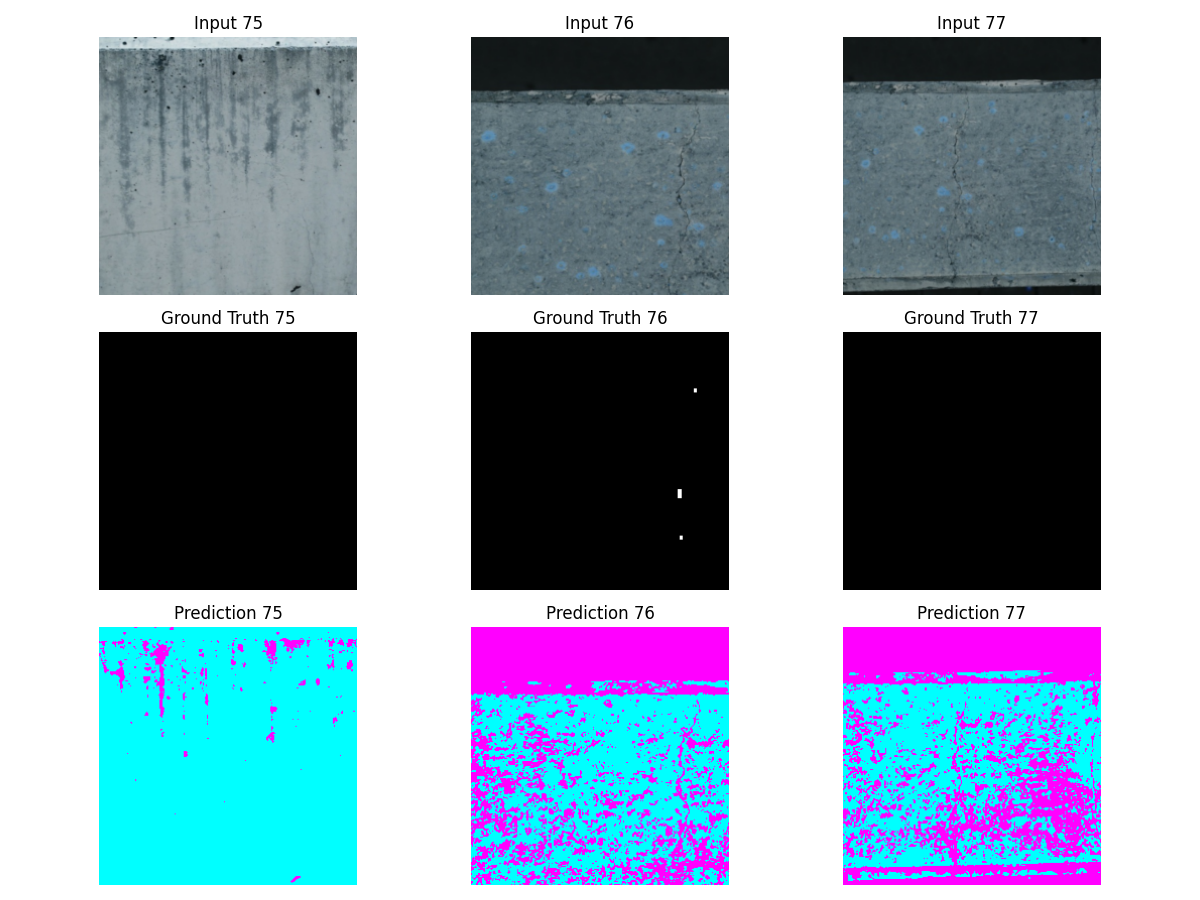 Input 75
Input 76
Input 77
Ground Truth 75
Ground Truth 76
Ground Truth 77
Prediction 75
Prediction 76
Prediction 77